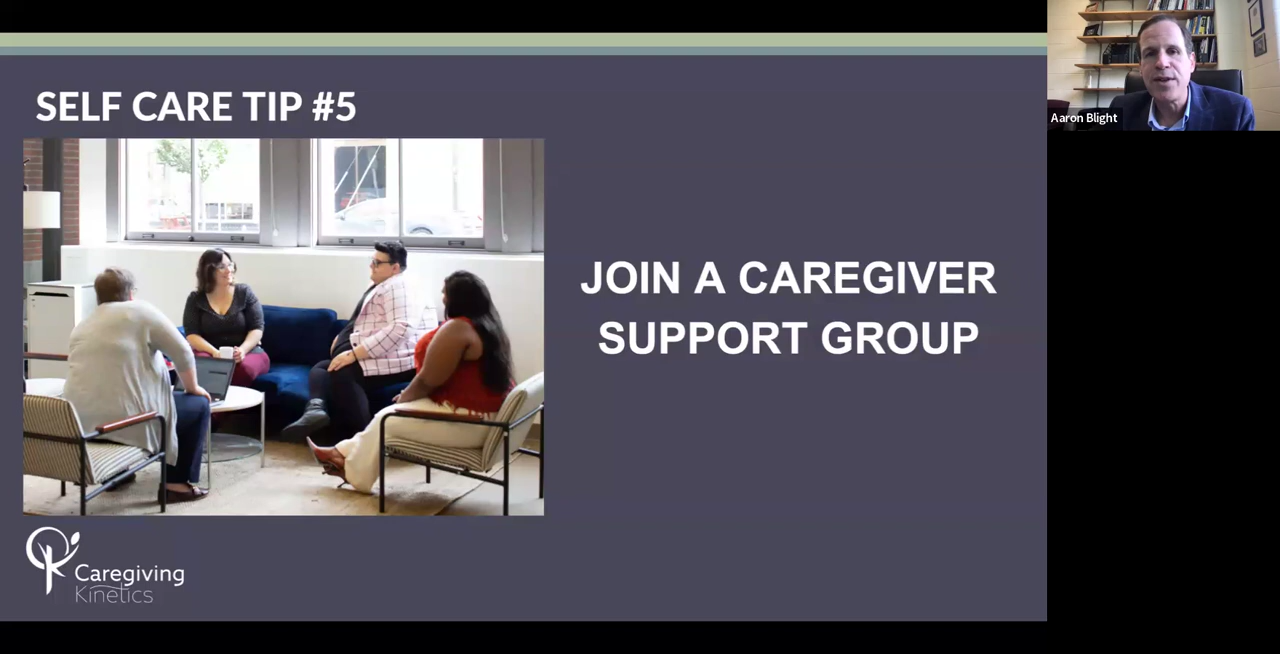 SELF CARE TIP #5
JOIN A CAREGIVER
SUPPORT GROUP
Caregiving
Kinetics
Aaron Blight